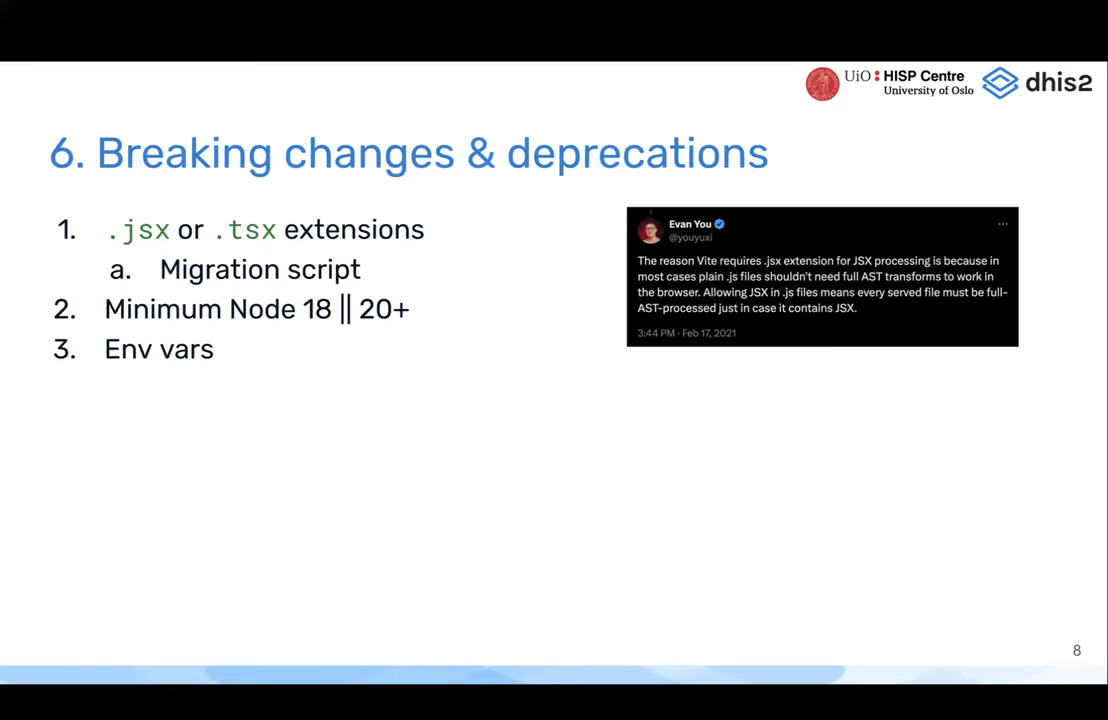 UiO HISP Centre
University of Oslo
dhis2
6. Breaking changes & deprecations
1. .jsx or .tsx extensions
a. Migration script
2. Minimum Node 18 || 20+
3. Env vars
Evan You
@youyuxi
The reason Vite requires .jsx extension for JSX processing is because in
most cases plain .js files shouldn't need full AST transforms to work in
the browser. Allowing JSX in .js files means every served file must be full-
AST-processed just in case it contains JSX.
3:44 PM · Feb 17, 2021
8